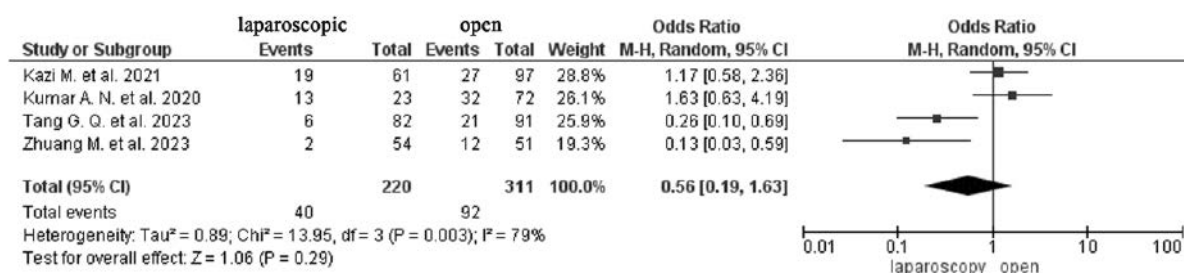 laparoscopic open Odds Ratio Odds Ratio
Study or Subgroup Events Total Events Total Weight M-H, Random, 95% CI M-H, Random, 95% CI
Kazi M. et al. 2021 19 61 27 97 28.8% 1.17 [0.58, 2.36]
Kumar A. N. et al. 2020 13 23 32 72 26.1% 1.63 [0.63, 4.19]
Tang G. Q. et al. 2023 6 82 21 91 25.9% 0.26 [0.10, 0.69]
Zhuang M. et al. 2023 2 54 12 51 19.3% 0.13 [0.03, 0.59]
Total (95% CI) 220 311 100.0% 0.56 [0.19, 1.63]
Total events 40 92
Heterogeneity: Tau² = 0.89; Chi² = 13.95, df = 3 (P = 0.003); I² = 79%
Test for overall effect: Z = 1.06 (P = 0.29)
0.01 0.1 1 10 100
laparoscopy open